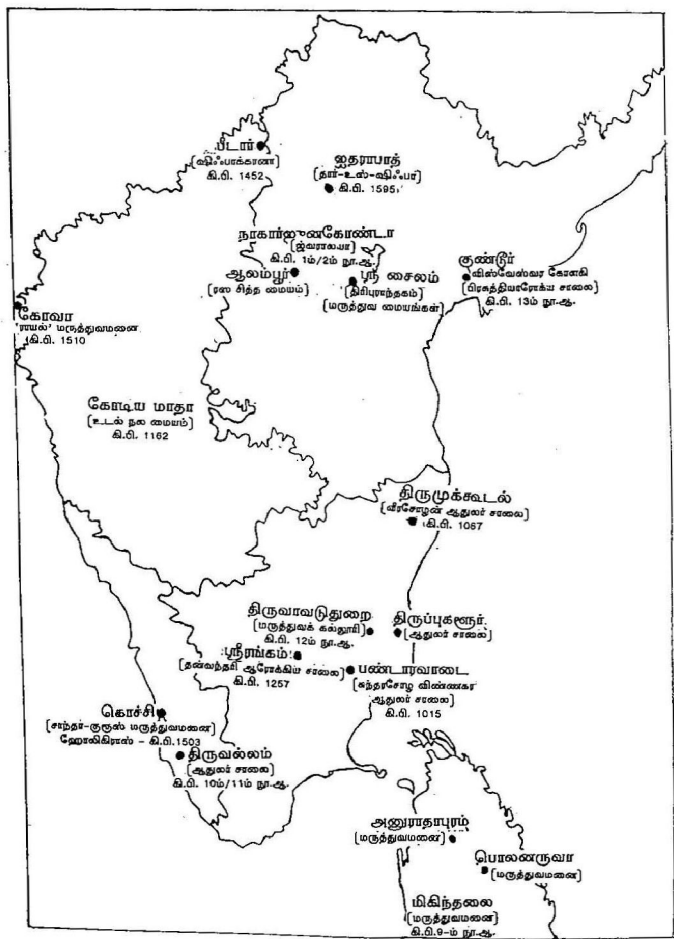 பீடார்
(ஷிஃபாக்கானா)
கி.பி. 1452
ஐதராபாத்
(தார்-உஸ்-ஷிஃபா)
கி.பி. 1595
நாகார்ஜுனகோண்டா
(ஜ்வராலயா)
கி.பி. 1ம்/2ம் நூ.ஆ.
ஆலம்பூர்
(ரஸ சித்த மையம்)
ஸ்ரீ சைலம்
(திரிபுராந்தகம்)
(மருத்துவ மையங்கள்)
குண்டூர்
விஸ்வேஸ்வர கோளகி
(பிரசுத்தியாரோக்ய சாலை)
கி.பி. 13ம் நூ.ஆ.
கோவா
'ராயல்' மருத்துவமனை
கி.பி. 1510
கோடிய மாதா
(உடல் நல மையம்)
கி.பி. 1162
திருமுக்கூடல்
(வீரசோழன் ஆதுலர் சாலை)
கி.பி. 1067
திருவாவடுதுறை
(மருத்துவக் கல்லூரி)
கி.பி. 12ம் நூ.ஆ.
திருப்புகளூர்
(ஆதுலர் சாலை)
ஸ்ரீரங்கம்
(தன்வந்தரி ஆரோக்கிய சாலை)
கி.பி. 1257
பண்டாரவாடை
(சுந்தரசோழ விண்ணகர
ஆதுலர் சாலை)
கி.பி. 1015
கொச்சி
(சாந்தா-குரூஸ் மருத்துவமனை)
ஹோலிகிராஸ் - கி.பி.1503
திருவல்லம்
(ஆதுலர் சாலை)
கி.பி. 10ம்/11ம் நூ.ஆ.
அனுராதாபுரம்
(மருத்துவமனை)
பொலனருவா
(மருத்துவமனை)
மிகிந்தலை
(மருத்துவமனை)
கி.பி.9-ம் நூ.ஆ.